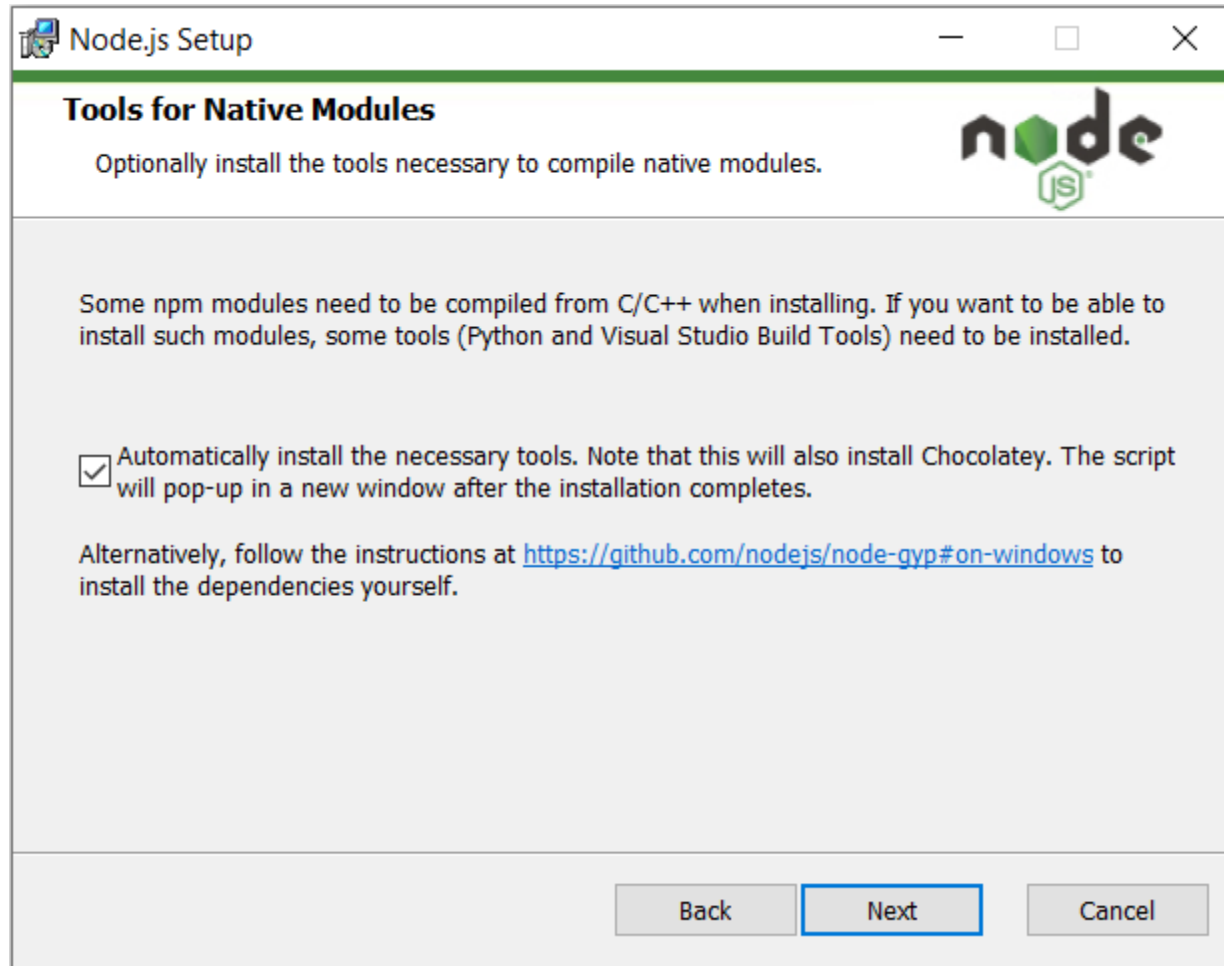 Node.js Setup
Tools for Native Modules
Optionally install the tools necessary to compile native modules.
node
JS
Some npm modules need to be compiled from C/C++ when installing. If you want to be able to
install such modules, some tools (Python and Visual Studio Build Tools) need to be installed.
Automatically install the necessary tools. Note that this will also install Chocolatey. The script
will pop-up in a new window after the installation completes.
Alternatively, follow the instructions at https://github.com/nodejs/node-gyp#on-windows to
install the dependencies yourself.
Back
Next
Cancel